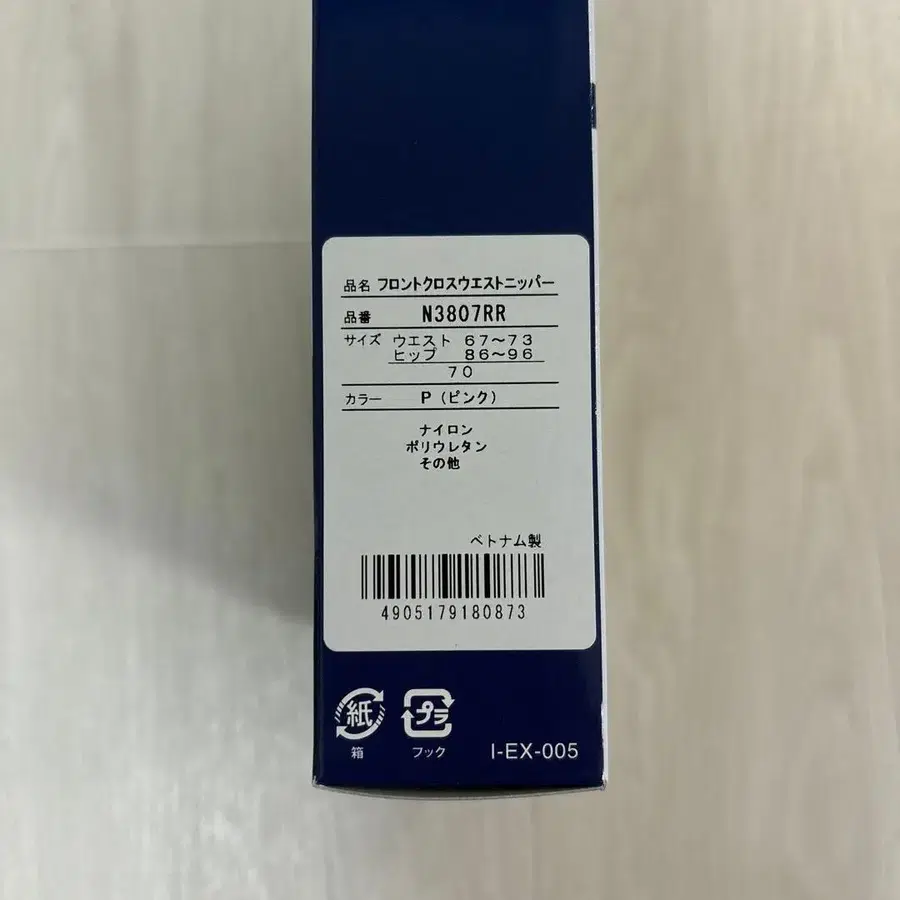 品名 フロントクロスウエストニッパー
品番 N3807RR
サイズ ウエスト 67～73
ヒップ 86～96
70
カラー P（ピンク）
ナイロン
ポリウレタン
その他
ベトナム製
4905179180873
紙 プラ
箱 フック I-EX-005